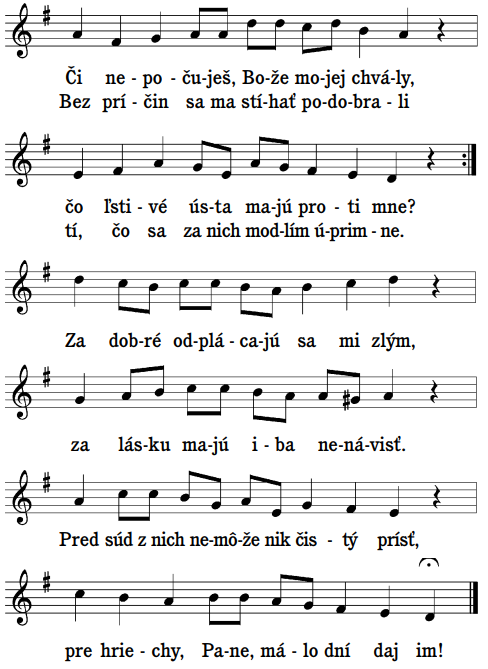 Či ne - po - ču-ješ, Bo-že mo-jej chvá-ly,
Bez prí - čin sa ma stí-hať po-do-bra - li
čo ľsti - vé ús-ta ma-jú pro - ti mne?
tí, čo sa za nich mod-lím ú-prim - ne.
Za dob-ré od-plá - ca-jú sa mi zlým,
za lás-ku ma-jú i - ba ne-ná-visť.
Pred súd z nich ne-mô-že nik čis - tý prísť,
pre hrie - chy, Pa-ne, má-lo dní daj im!